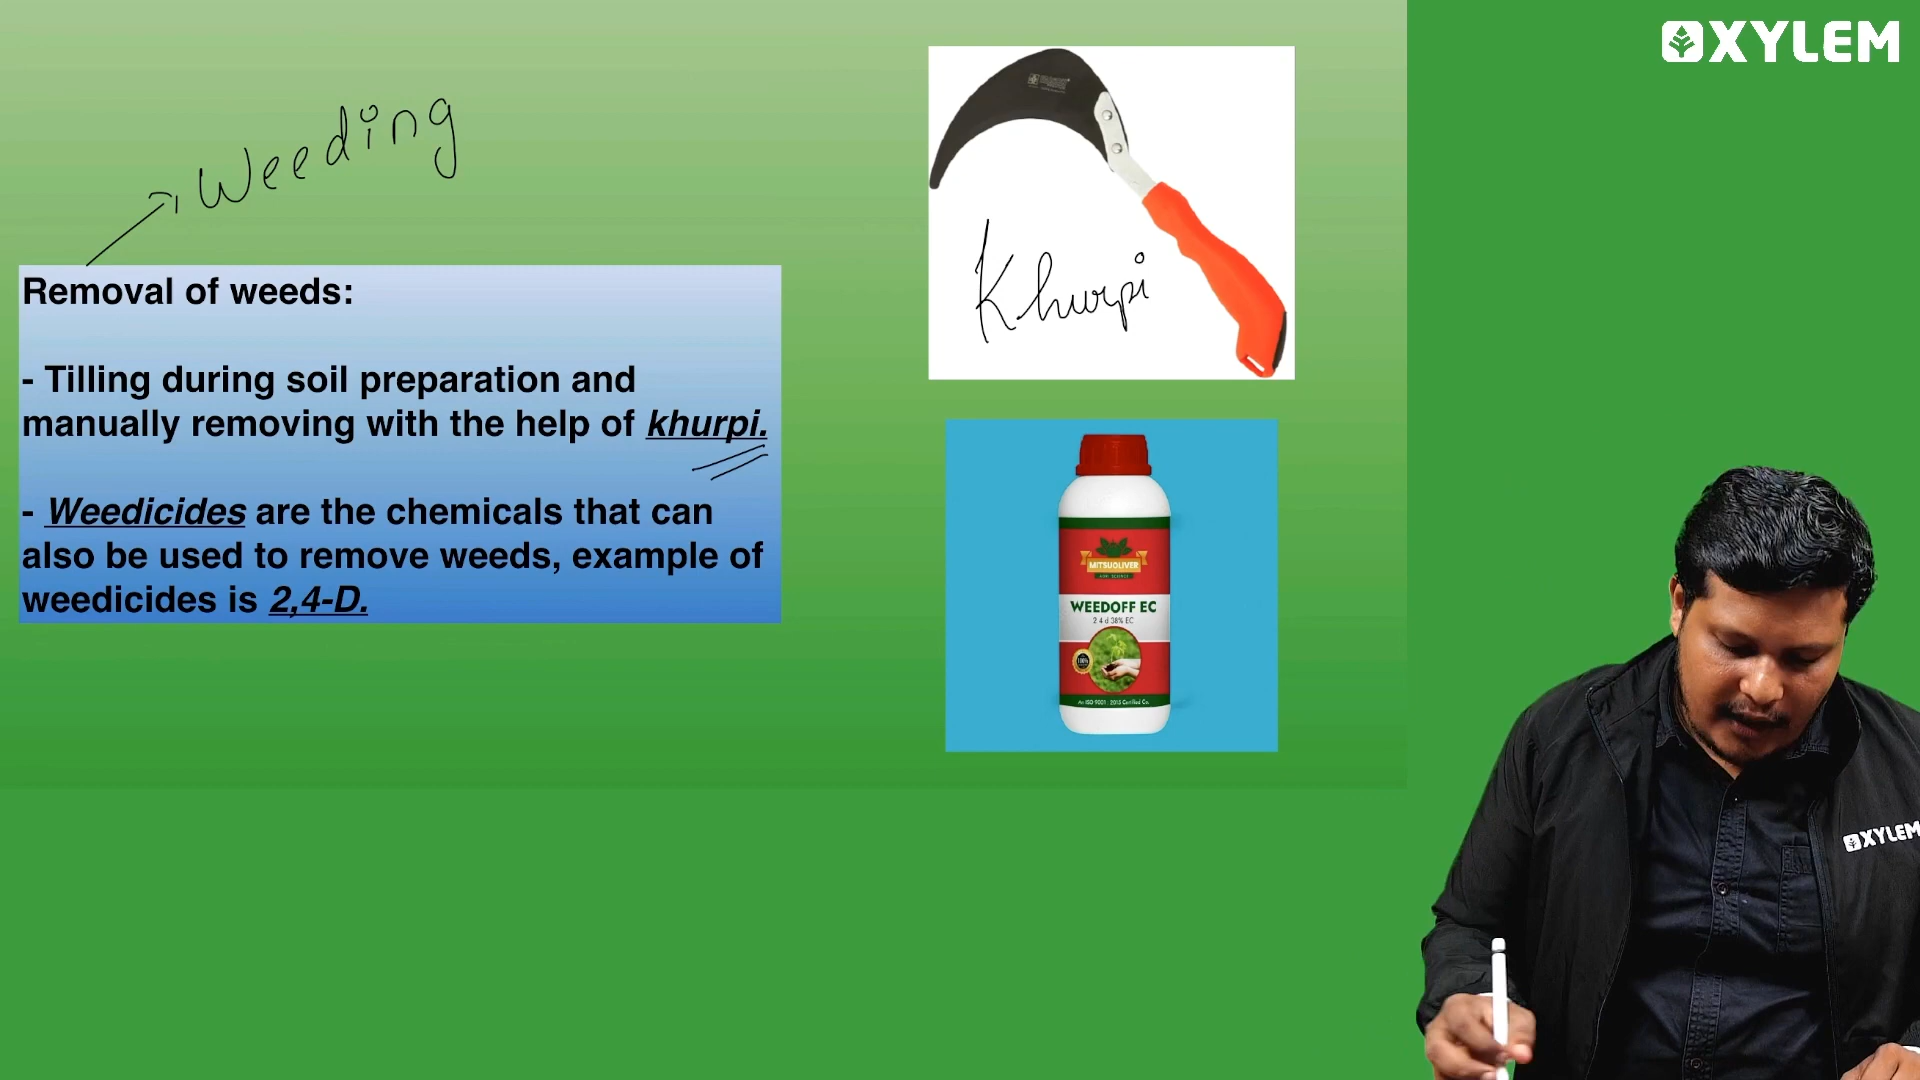 XYLEM
Weeding
Removal of weeds:
- Tilling during soil preparation and
manually removing with the help of khurpi.
- Weedicides are the chemicals that can
also be used to remove weeds, example of
weedicides is 2,4-D.
Khurpi
MITSUOLIVER
WEEDOFF EC
2 4 d 38% EC
100%
An ISO 9001 : 2015 Certified Co.
XYLEM